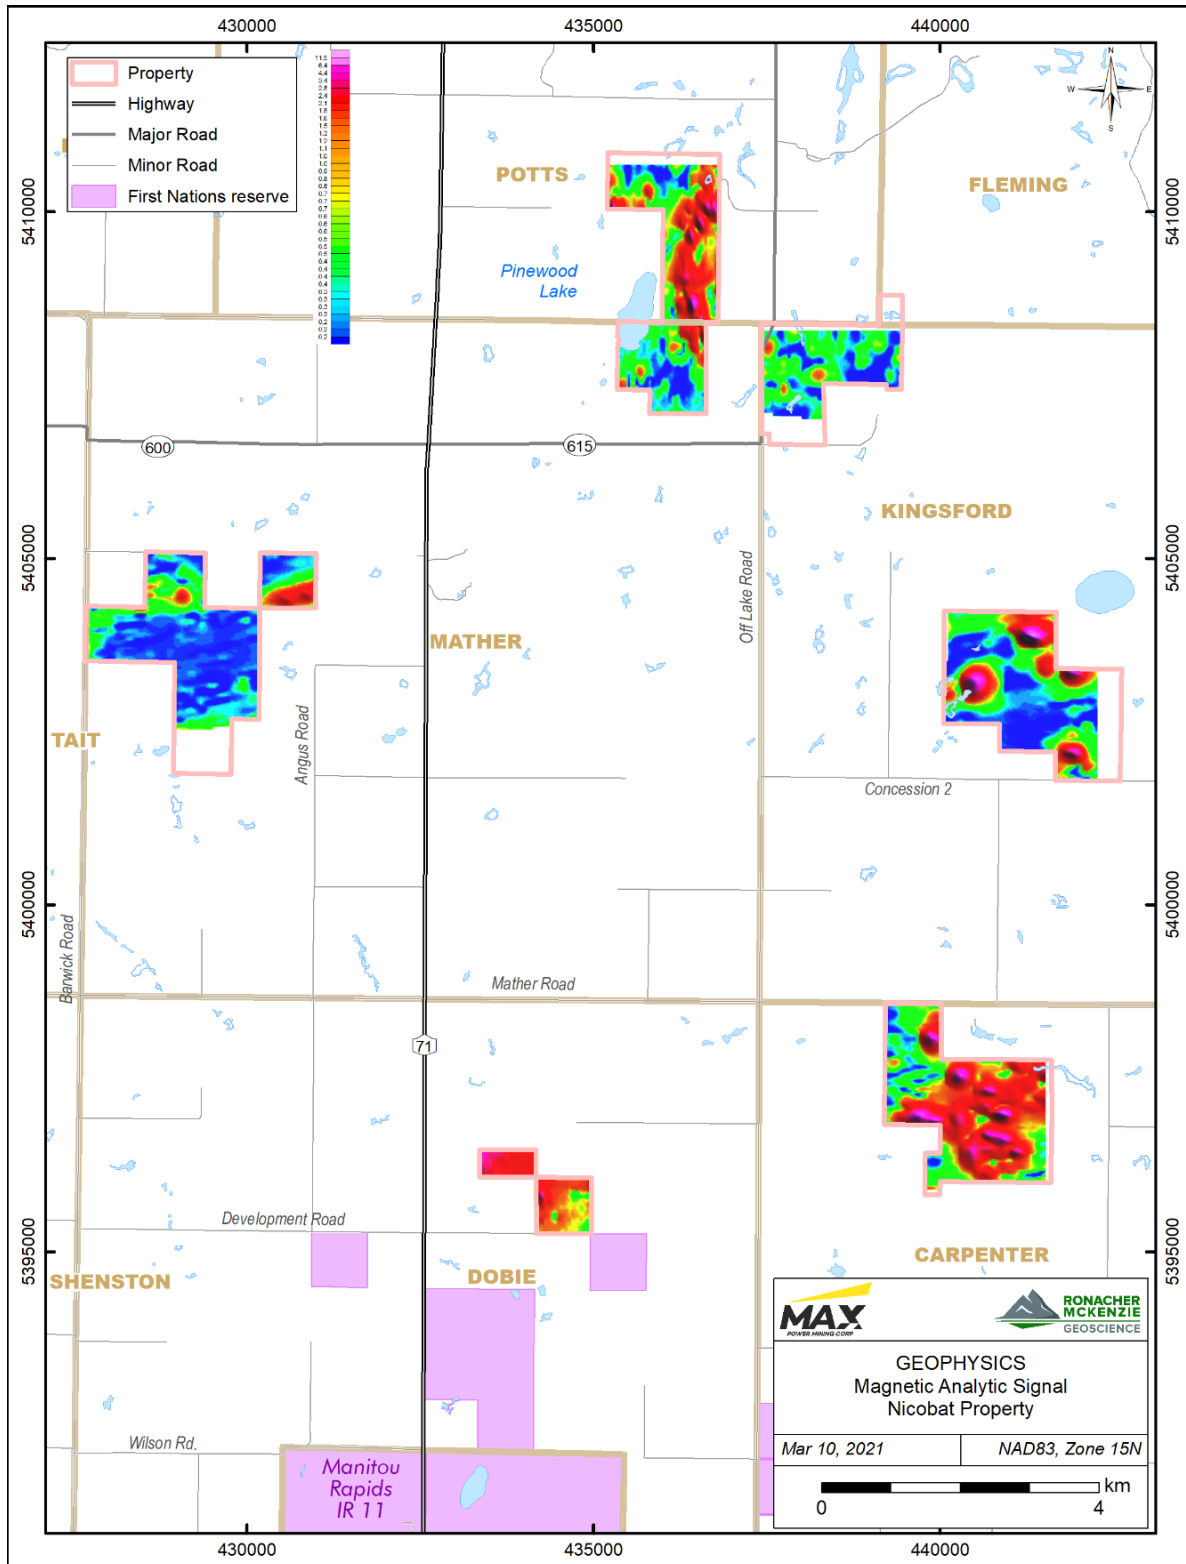 430000
435000
440000
Property
Highway
Major Road
Minor Road
First Nations reserve
N
W
E
S
POTTS
FLEMING
5410000
5410000
Pinewood
Lake
600
615
KINGSFORD
5405000
5405000
Off Lake Road
MATHER
Angus Road
TAIT
Concession 2
5400000
5400000
Barwick Road
Mather Road
71
Development Road
5395000
5395000
SHENSTON
DOBIE
CARPENTER
MAX
POWER MINING CORP
RONACHER
MCKENZIE
GEOSCIENCE
GEOPHYSICS
Magnetic Analytic Signal
Nicobat Property
Wilson Rd.
Mar 10, 2021
NAD83, Zone 15N
Manitou
Rapids
IR 11
km
0
4
430000
435000
440000